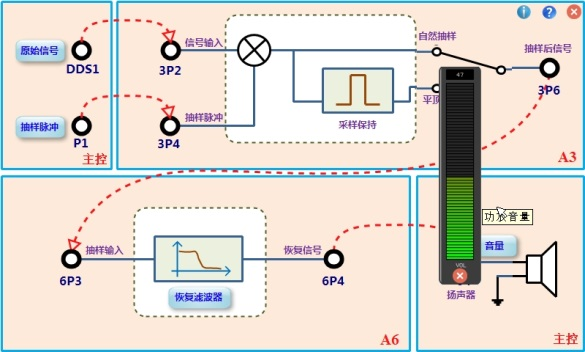 原始信号
DDS1
抽样脉冲
P1
主控
信号输入
3P2
抽样脉冲
3P4
采样保持
自然抽样
平顶
抽样后信号
3P6
A3
47
抽样输入
6P3
恢复滤波器
恢复信号
6P4
A6
功放音量
音量
VOL
扬声器
主控